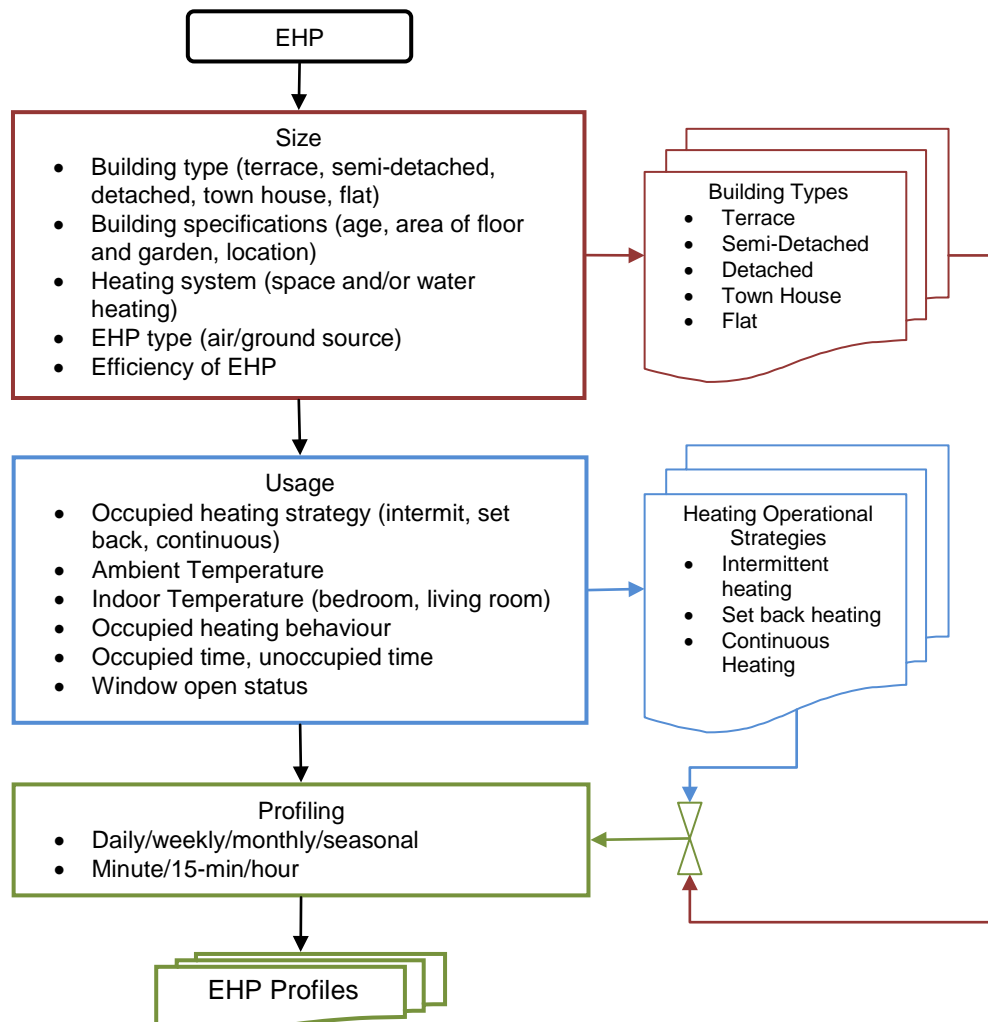 EHP
Size
• Building type (terrace, semi-detached,
detached, town house, flat)
• Building specifications (age, area of floor
and garden, location)
• Heating system (space and/or water
heating)
• EHP type (air/ground source)
• Efficiency of EHP
Building Types
• Terrace
• Semi-Detached
• Detached
• Town House
• Flat
Usage
• Occupied heating strategy (intermit, set
back, continuous)
• Ambient Temperature
• Indoor Temperature (bedroom, living room)
• Occupied heating behaviour
• Occupied time, unoccupied time
• Window open status
Heating Operational
Strategies
• Intermittent
heating
• Set back heating
• Continuous
Heating
Profiling
• Daily/weekly/monthly/seasonal
• Minute/15-min/hour
EHP Profiles